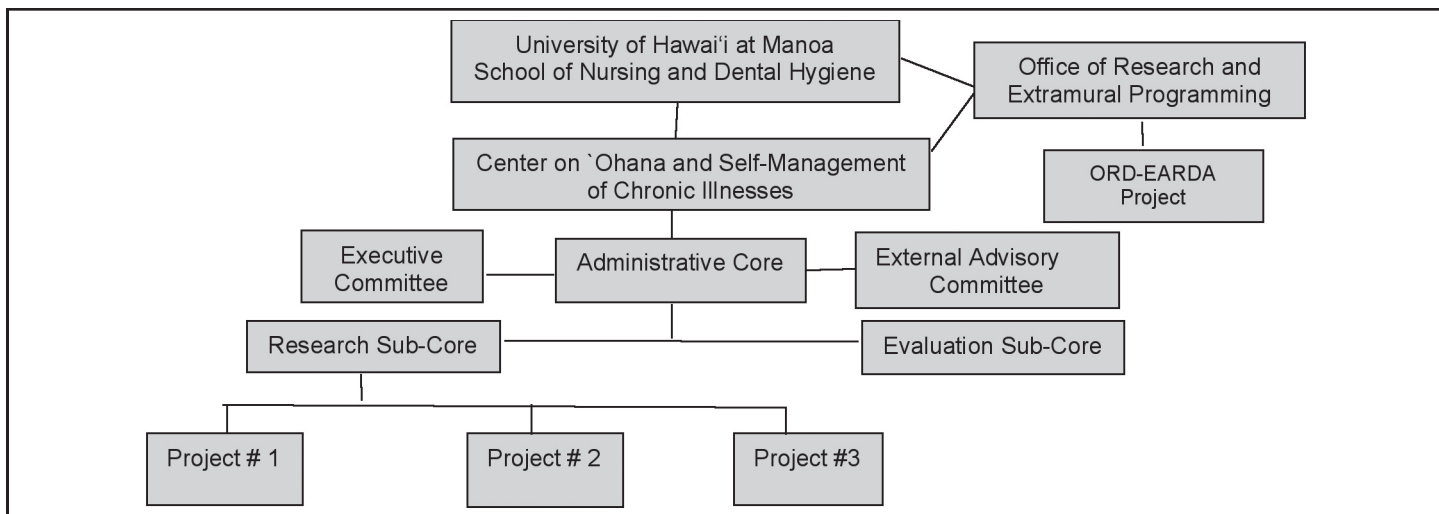 University of Hawai‘i at Manoa
School of Nursing and Dental Hygiene
Office of Research and
Extramural Programming
Center on `Ohana and Self-Management
of Chronic Illnesses
ORD-EARDA
Project
Executive
Committee
Administrative Core
External Advisory
Committee
Research Sub-Core
Evaluation Sub-Core
Project # 1
Project # 2
Project #3